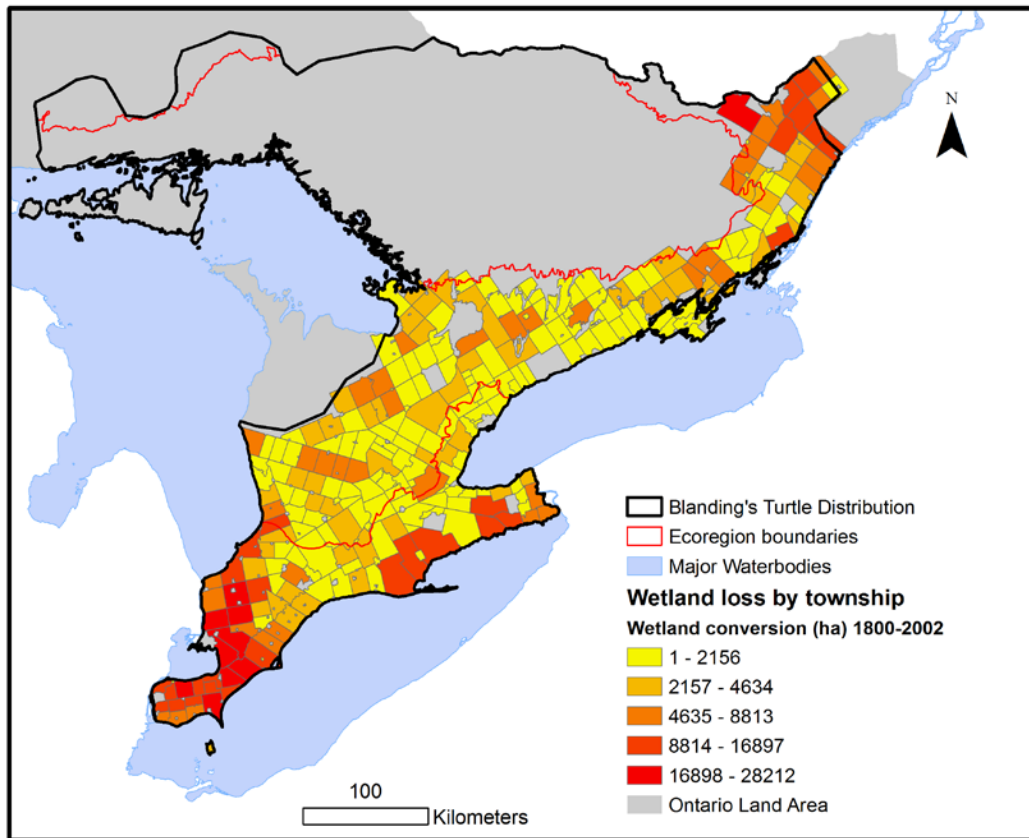 N
Blanding's Turtle Distribution
Ecoregion boundaries
Major Waterbodies
Wetland loss by township
Wetland conversion (ha) 1800-2002
1 - 2156
2157 - 4634
4635 - 8813
8814 - 16897
16898 - 28212
Ontario Land Area
100
Kilometers